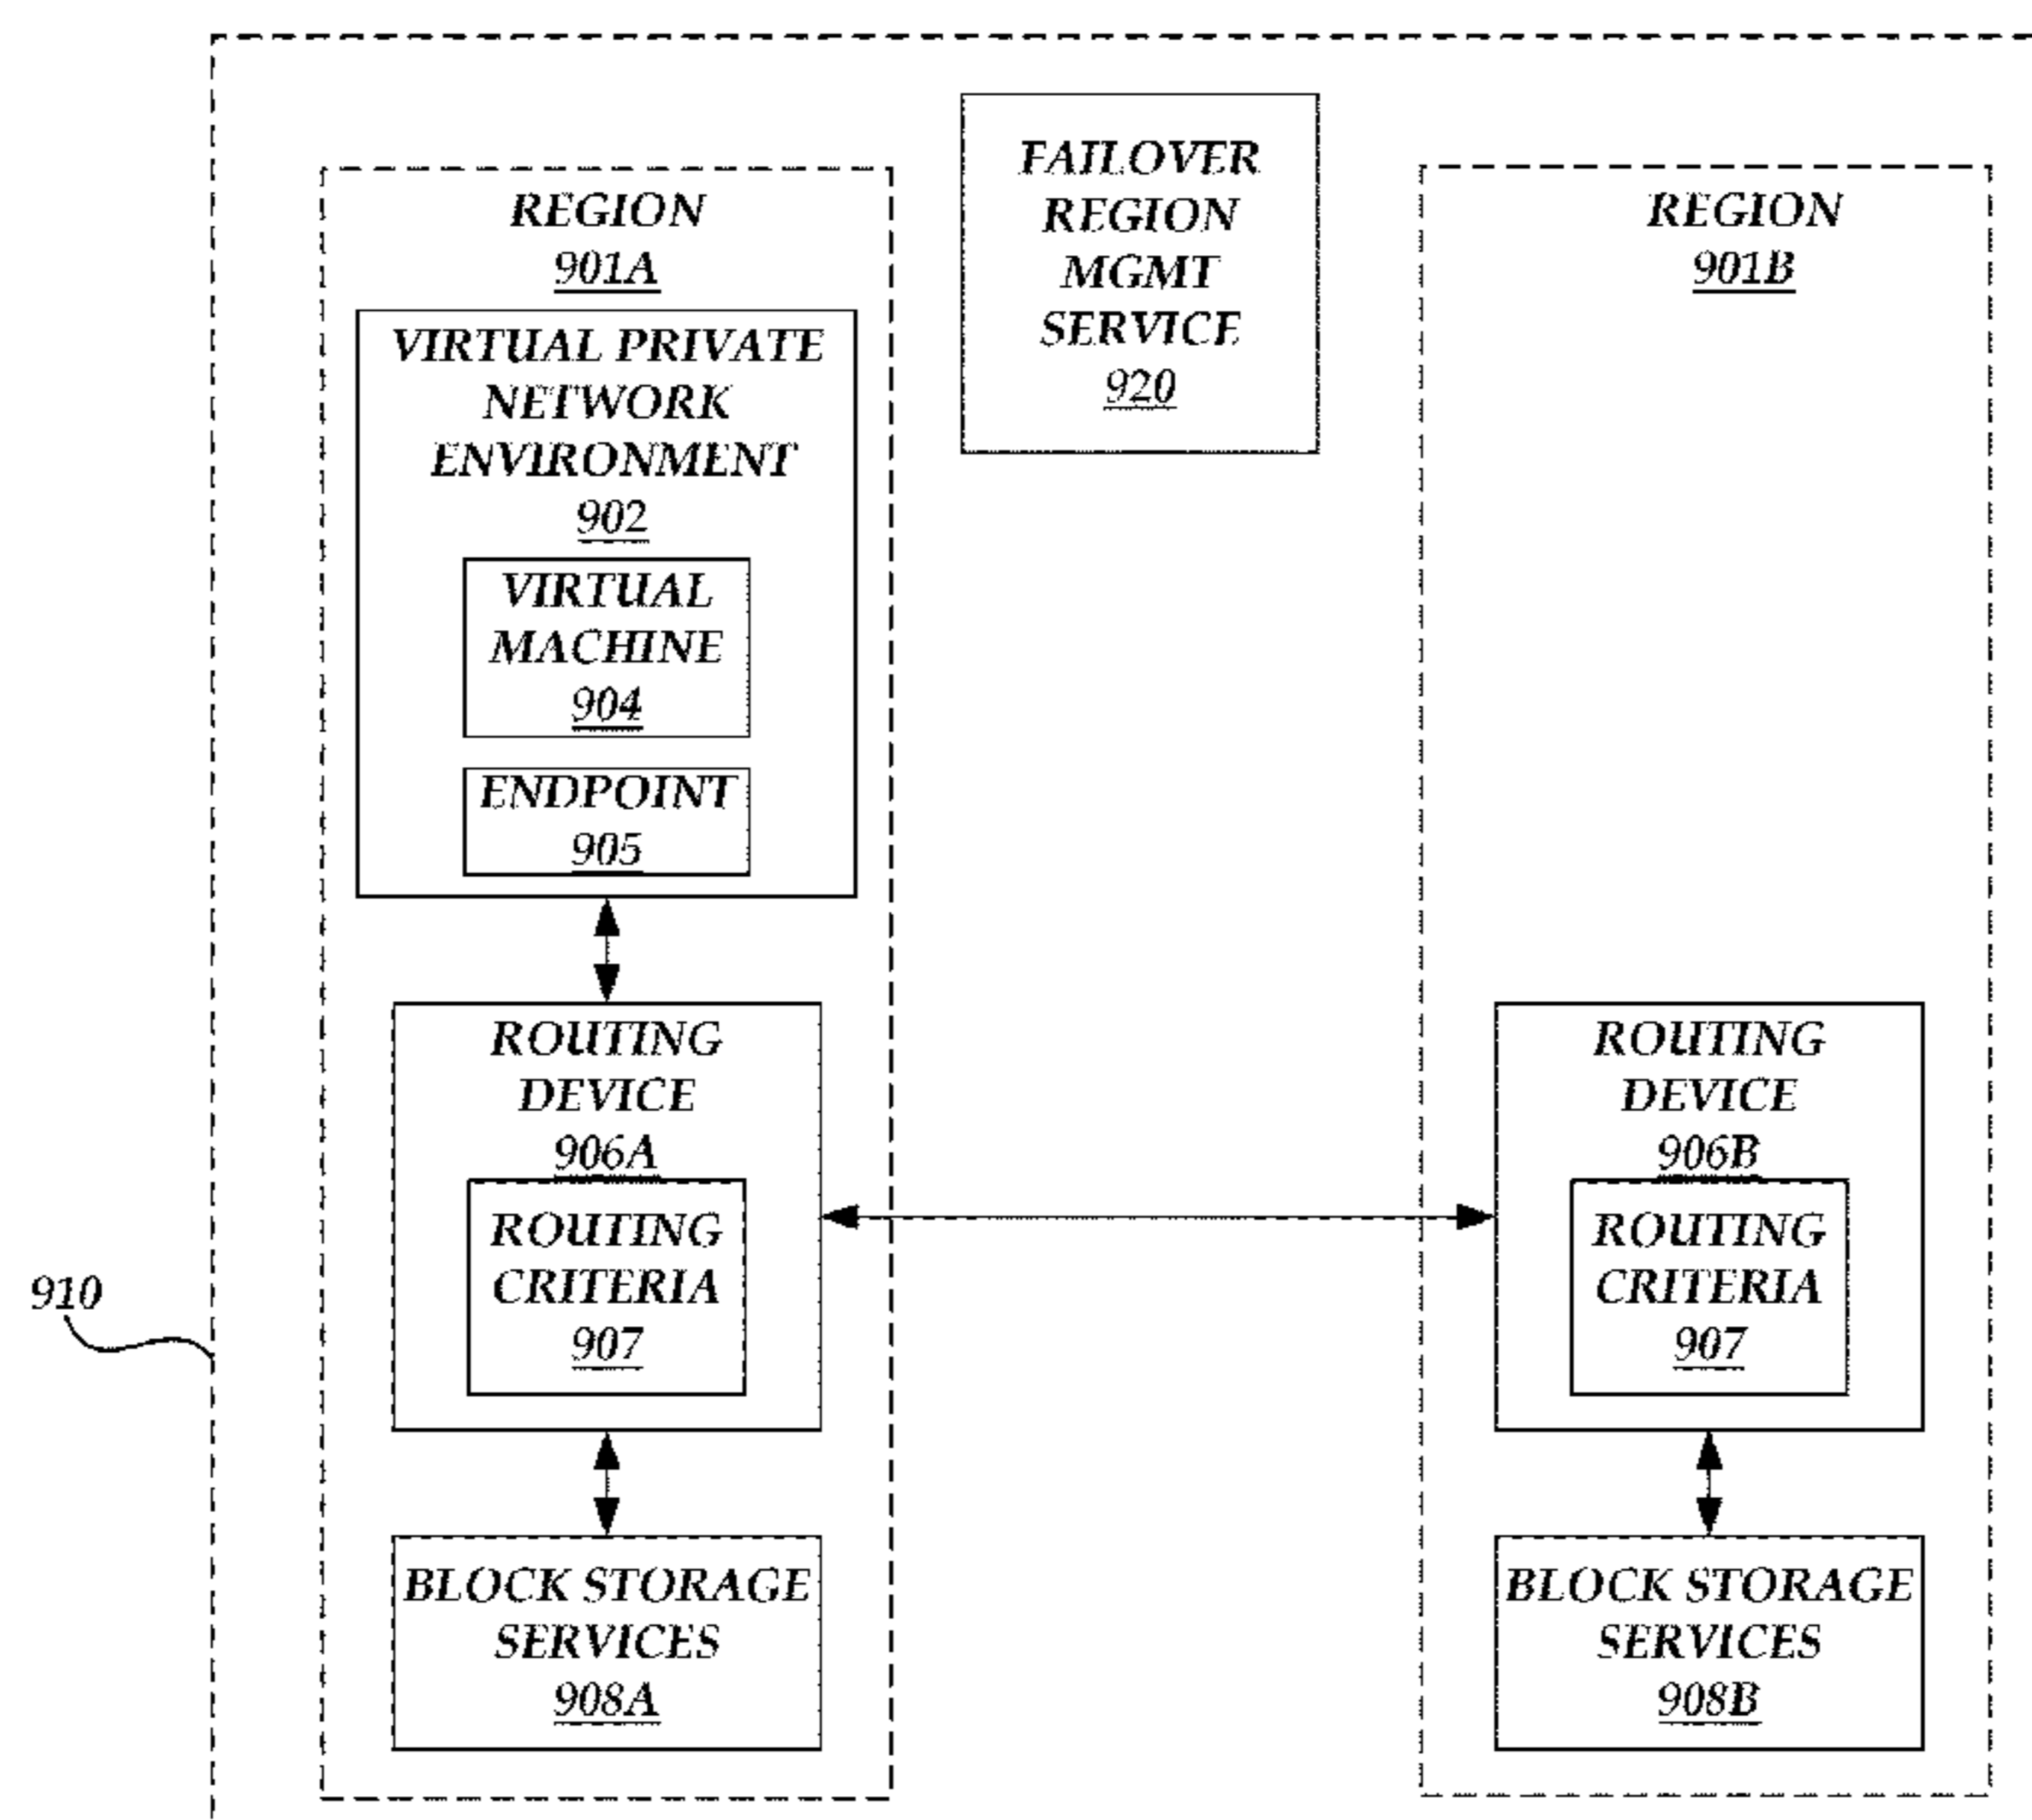 FAILOVER
REGION
MGMT
SERVICE
920
REGION
901A
VIRTUAL PRIVATE
NETWORK
ENVIRONMENT
902
VIRTUAL
MACHINE
904
ENDPOINT
905
ROUTING
DEVICE
906A
ROUTING
CRITERIA
907
BLOCK STORAGE
SERVICES
908A
REGION
901B
ROUTING
DEVICE
906B
ROUTING
CRITERIA
907
BLOCK STORAGE
SERVICES
908B
910